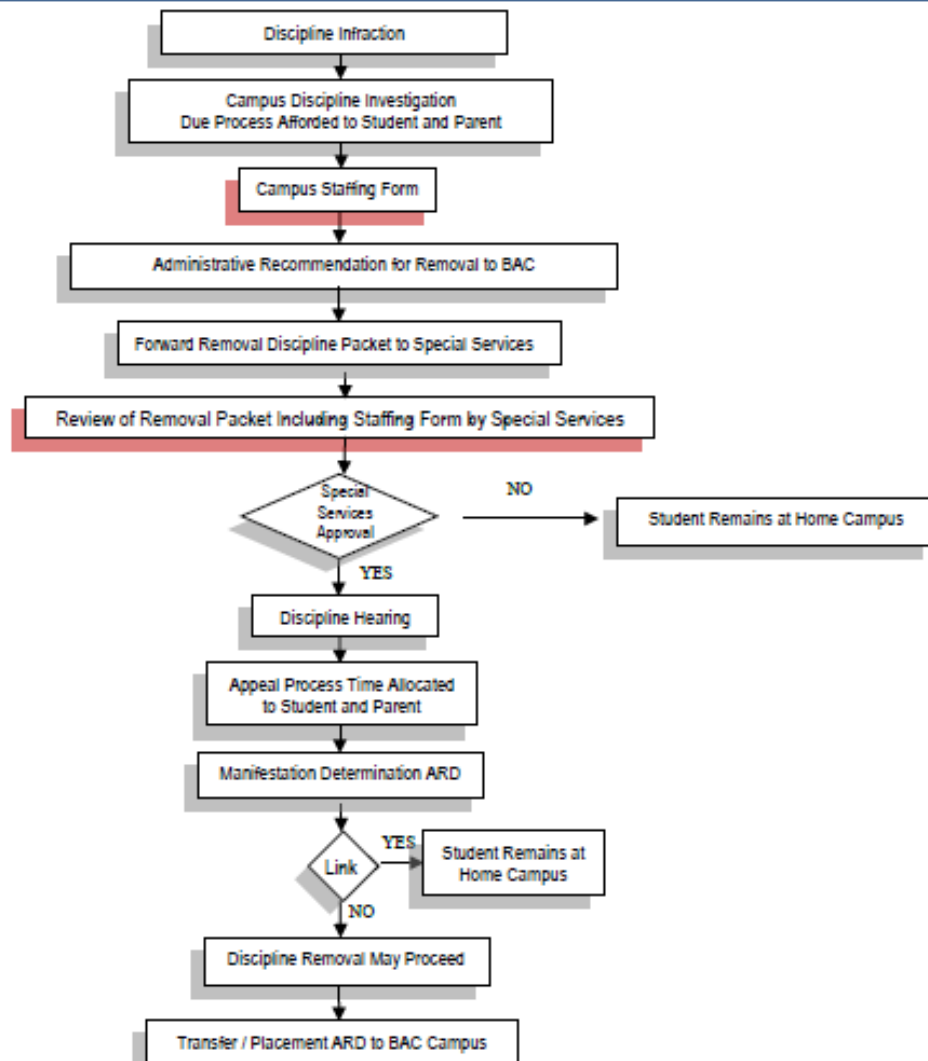 Discipline Infraction
Campus Discipline Investigation
Due Process Afforded to Student and Parent
Campus Staffing Form
Administrative Recommendation for Removal to BAC
Forward Removal Discipline Packet to Special Services
Review of Removal Packet Including Staffing Form by Special Services
Special
Services
Approval
NO
Student Remains at Home Campus
YES
Discipline Hearing
Appeal Process Time Allocated
to Student and Parent
Manifestation Determination ARD
Link
YES
Student Remains at
Home Campus
NO
Discipline Removal May Proceed
Transfer / Placement ARD to BAC Campus